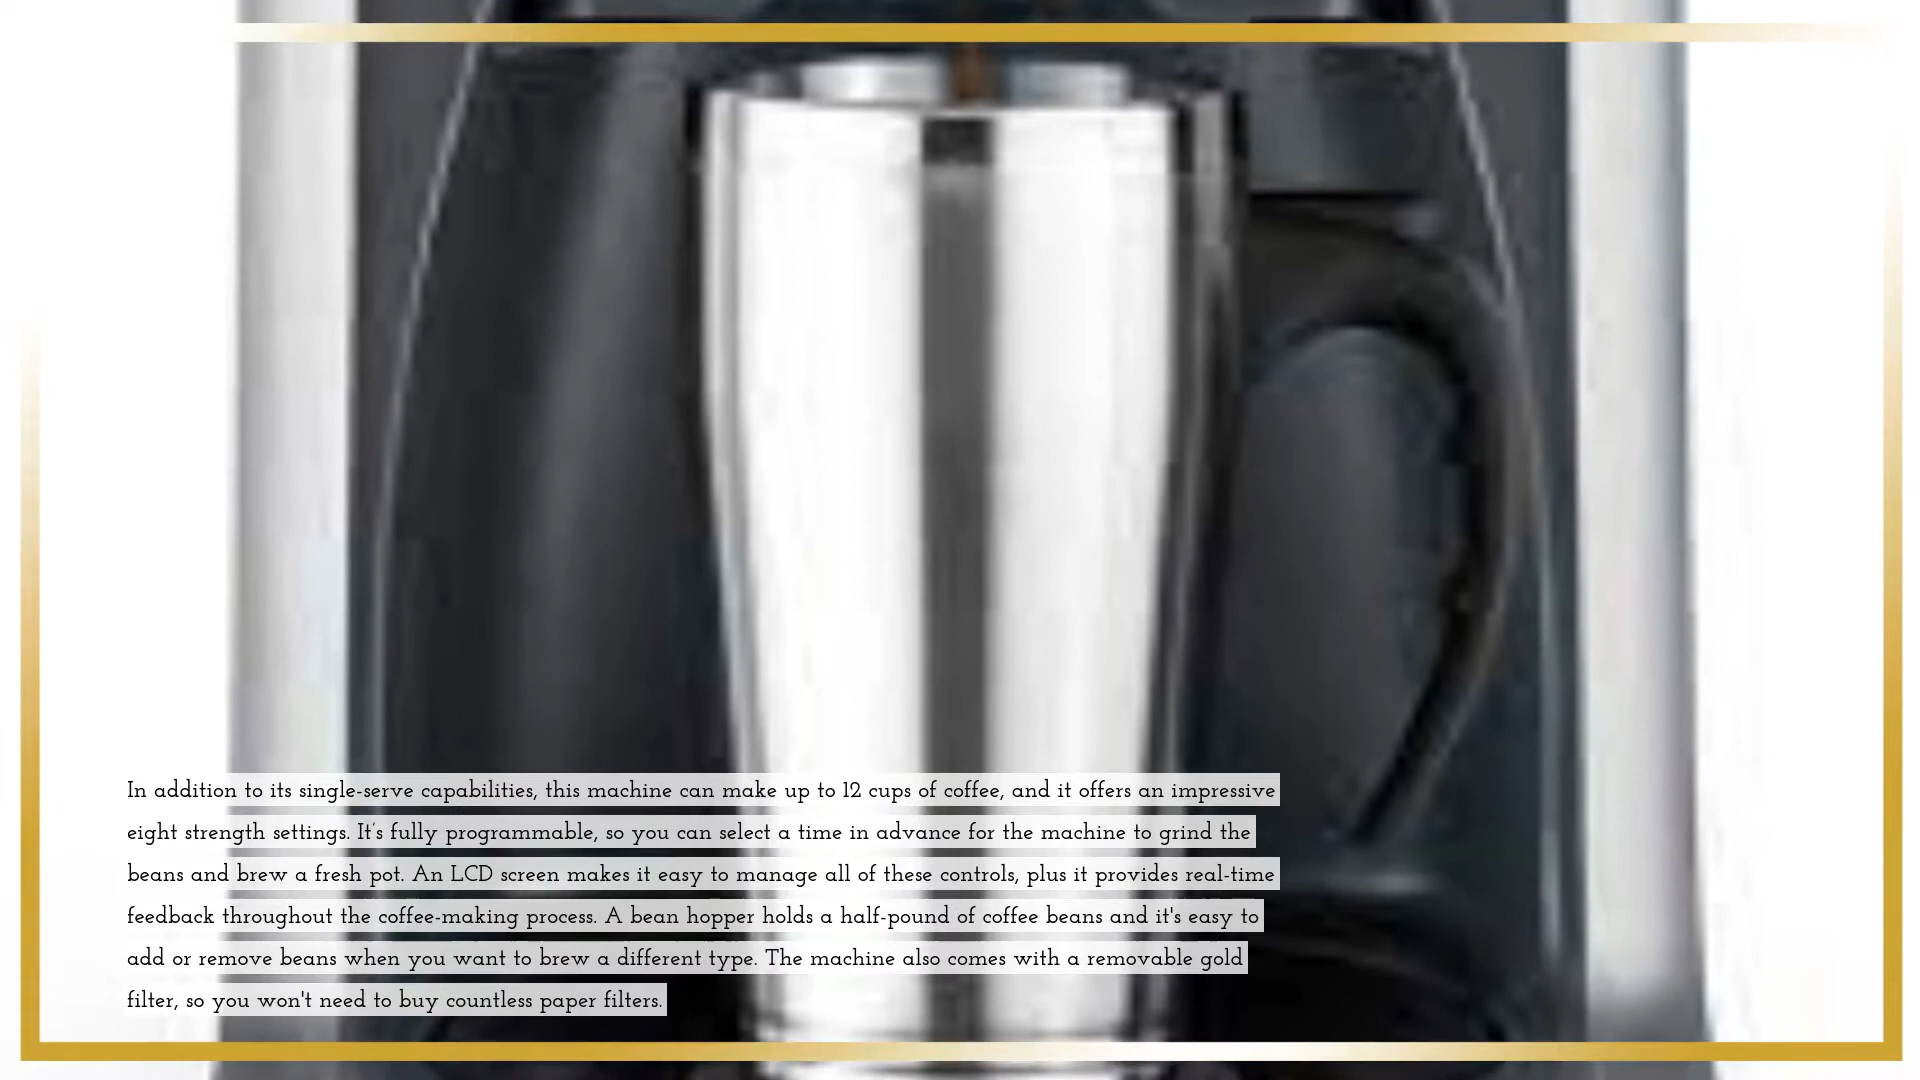 In addition to its single-serve capabilities, this machine can make up to 12 cups of coffee, and it offers an impressive
eight strength settings. It's fully programmable, so you can select a time in advance for the machine to grind the
beans and brew a fresh pot. An LCD screen makes it easy to manage all of these controls, plus it provides real-time
feedback throughout the coffee-making process. A bean hopper holds a half-pound of coffee beans and it's easy to
add or remove beans when you want to brew a different type. The machine also comes with a removable gold
filter, so you won't need to buy countless paper filters.